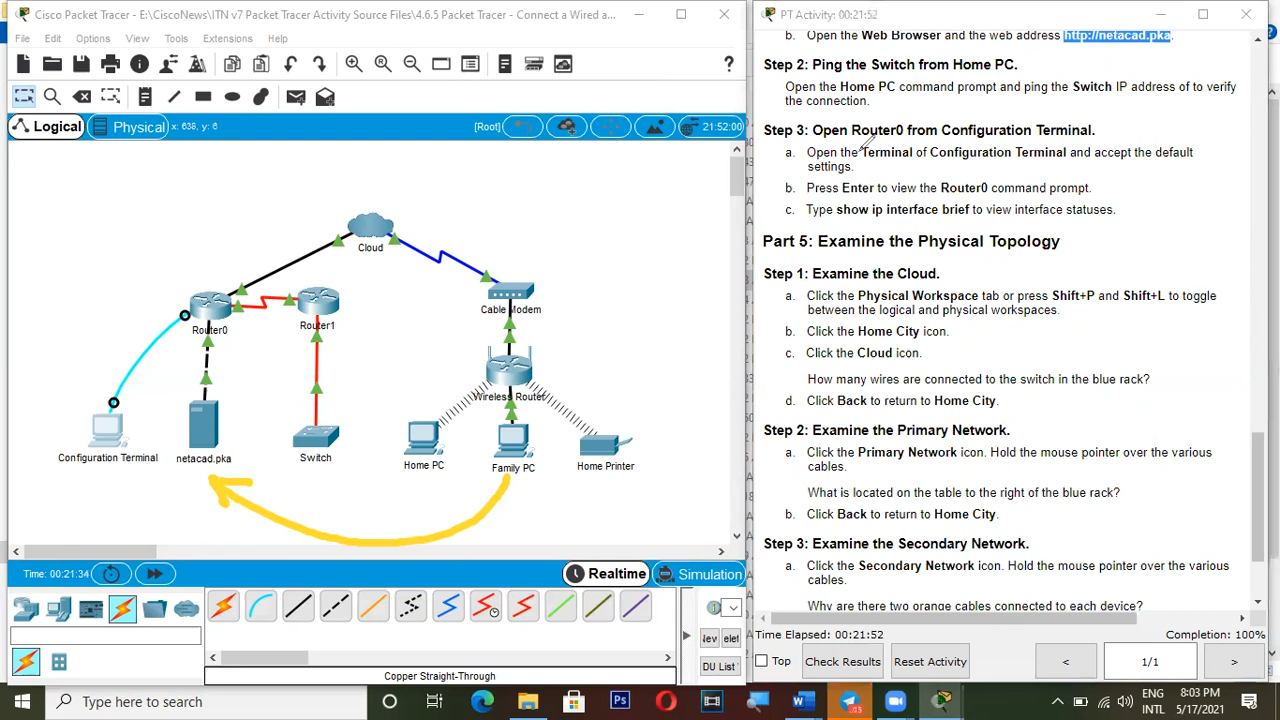 Cisco Packet Tracer - E:\CiscoNews\ITN v7 Packet Tracer Activity Source Files\4.6.5 Packet Tracer - Connect a Wired a...
File Edit Options View Tools Extensions Window Help
?
Logical Physical x: 638, y: 6 [Root] 21:52:00
Cloud
Cable Modem
Router0
Router1
Wireless Router
Configuration Terminal
netacad.pka
Switch
Home PC
Family PC
Home Printer
Time: 00:21:34 Realtime Simulation
Copper Straight-Through
DU List
PT Activity: 00:21:52
b. Open the Web Browser and the web address http://netacad.pka.
Step 2: Ping the Switch from Home PC.
Open the Home PC command prompt and ping the Switch IP address of to verify
the connection.
Step 3: Open Router0 from Configuration Terminal.
a. Open the Terminal of Configuration Terminal and accept the default
settings.
b. Press Enter to view the Router0 command prompt.
c. Type show ip interface brief to view interface statuses.
Part 5: Examine the Physical Topology
Step 1: Examine the Cloud.
a. Click the Physical Workspace tab or press Shift+P and Shift+L to toggle
between the logical and physical workspaces.
b. Click the Home City icon.
c. Click the Cloud icon.
How many wires are connected to the switch in the blue rack?
d. Click Back to return to Home City.
Step 2: Examine the Primary Network.
a. Click the Primary Network icon. Hold the mouse pointer over the various
cables.
What is located on the table to the right of the blue rack?
b. Click Back to return to Home City.
Step 3: Examine the Secondary Network.
a. Click the Secondary Network icon. Hold the mouse pointer over the various
cables.
Why are there two orange cables connected to each device?
Time Elapsed: 00:21:52 Completion: 100%
Top Check Results Reset Activity < 1/1 >
Type here to search
ENG
INTL
8:03 PM
5/17/2021